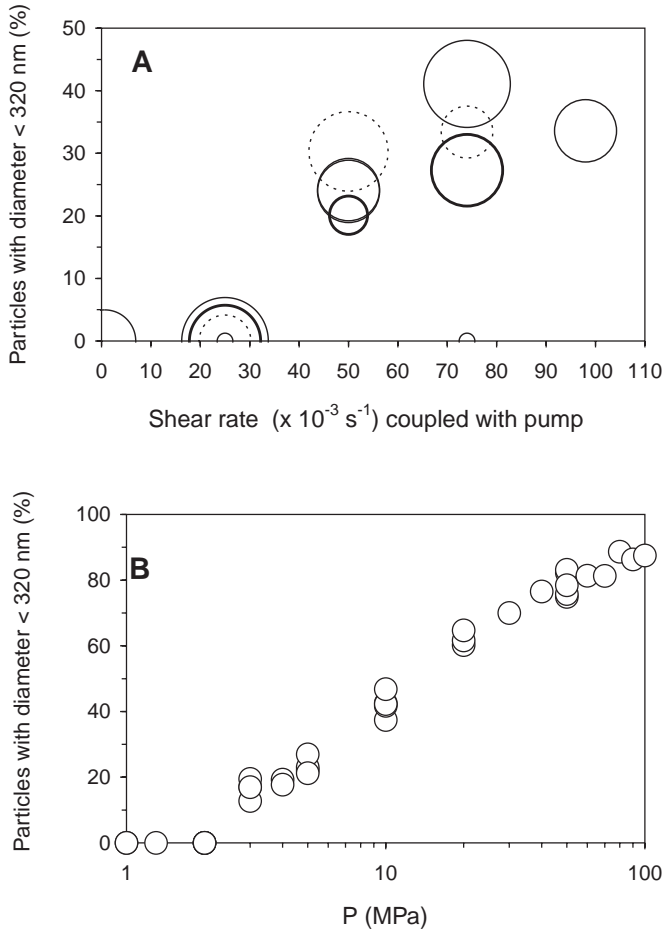 50
A
40
30
20
10
0
0 10 20 30 40 50 60 70 80 90 100 110
Particles with diameter < 320 nm (%)
Shear rate (x 10⁻³ s⁻¹) coupled with pump
100
B
80
60
40
20
0
1 10 100
Particles with diameter < 320 nm (%)
P (MPa)